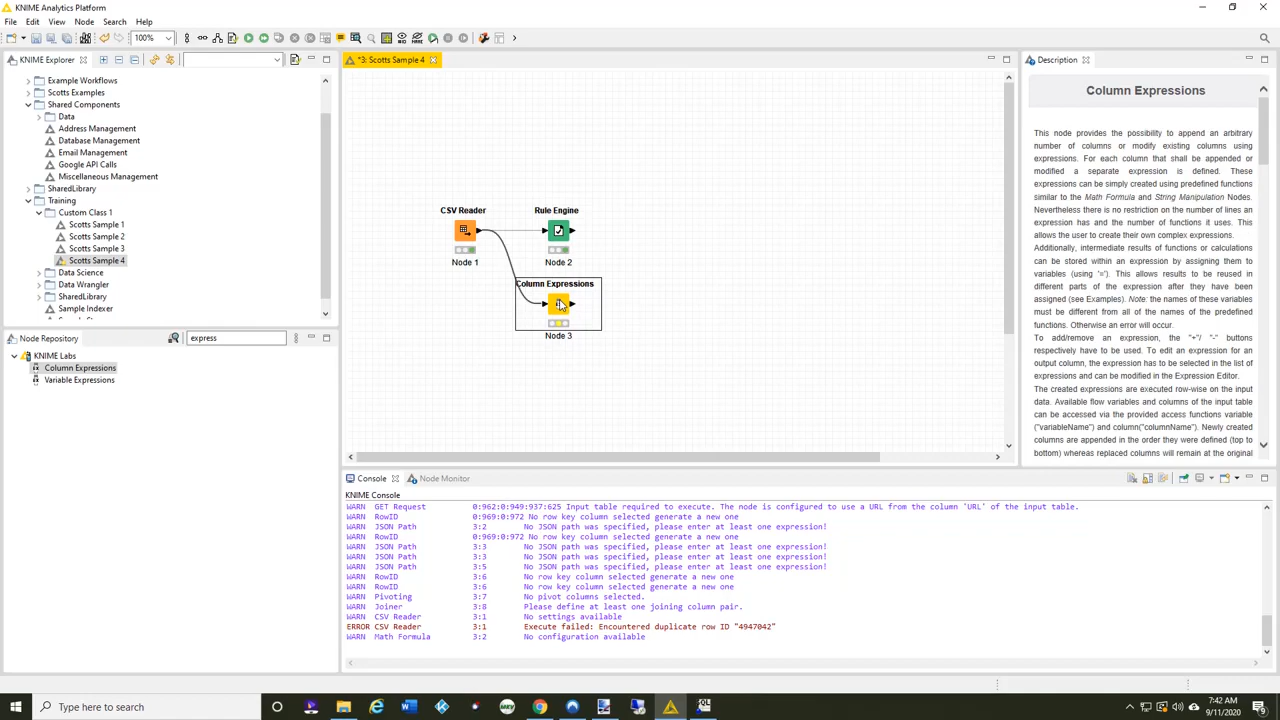 KNIME Analytics Platform
File Edit View Node Search Help
100%
KNIME Explorer
*3: Scotts Sample 4
Description
Example Workflows
Scotts Examples
Shared Components
Data
Address Management
Database Management
Email Management
Google API Calls
Miscellaneous Management
SharedLibrary
Training
Custom Class 1
Scotts Sample 1
Scotts Sample 2
Scotts Sample 3
Scotts Sample 4
Data Science
Data Wrangler
SharedLibrary
Sample Indexer
Node Repository
express
KNIME Labs
Column Expressions
Variable Expressions
CSV Reader
Node 1
Rule Engine
Node 2
Column Expressions
Node 3
Column Expressions
This node provides the possibility to append an arbitrary
number of columns or modify existing columns using
expressions. For each column that shall be appended or
modified a separate expression is defined. These
expressions can be simply created using predefined functions
similar to the Math Formula and String Manipulation Nodes.
Nevertheless there is no restriction on the number of lines an
expression has and the number of functions it uses. This
allows the user to create their own complex expressions.
Additionally, intermediate results of functions or calculations
can be stored within an expression by assigning them to
variables (using '='). This allows results to be reused in
different parts of the expression after they have been
assigned (see Examples). Note: the names of these variables
must be different from all of the names of the predefined
functions. Otherwise an error will occur.
To add/remove an expression, the "+"/ "-" buttons
respectively have to be used. To edit an expression for an
output column, the expression has to be selected in the list of
expressions and can be modified in the Expression Editor.
The created expressions are executed row-wise on the input
data. Available flow variables and columns of the input table
can be accessed via the provided access functions variable
("variableName") and column("columnName"). Newly created
columns are appended in the order they were defined (top to
bottom) whereas replaced columns will remain at the original
Console
Node Monitor
KNIME Console
WARN GET Request 0:962:0:949:937:625 Input table required to execute. The node is configured to use a URL from the column 'URL' of the input table.
WARN RowID 0:969:0:972 No row key column selected generate a new one
WARN JSON Path 3:2 No JSON path was specified, please enter at least one expression!
WARN RowID 0:969:0:972 No row key column selected generate a new one
WARN JSON Path 3:3 No JSON path was specified, please enter at least one expression!
WARN JSON Path 3:3 No JSON path was specified, please enter at least one expression!
WARN JSON Path 3:5 No JSON path was specified, please enter at least one expression!
WARN RowID 3:6 No row key column selected generate a new one
WARN RowID 3:6 No row key column selected generate a new one
WARN Pivoting 3:7 No pivot columns selected.
WARN Joiner 3:8 Please define at least one joining column pair.
WARN CSV Reader 3:1 No settings available
ERROR CSV Reader 3:1 Execute failed: Encountered duplicate row ID "4947042"
WARN Math Formula 3:2 No configuration available
Type here to search
7:42 AM
9/11/2020